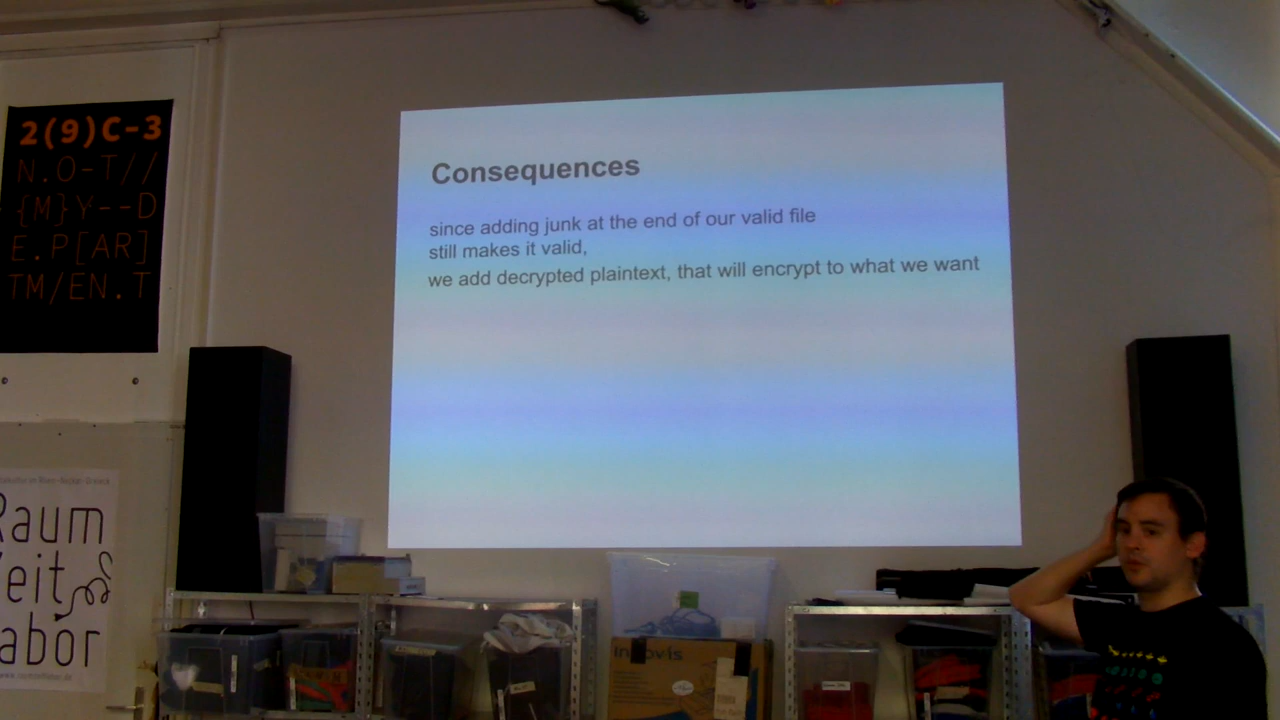 2(9)C-3
N.O-T//
{M}Y--D
E.P[AR]
TM/EN.T
Consequences
since adding junk at the end of our valid file
still makes it valid,
we add decrypted plaintext, that will encrypt to what we want
Raum
Zeit
Labor